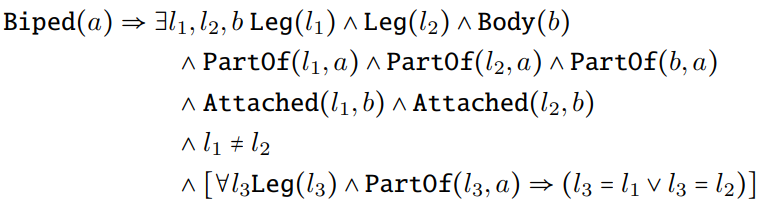 Biped(a) ⇒ ∃l₁, l₂, b Leg(l₁) ∧ Leg(l₂) ∧ Body(b)
∧ PartOf(l₁, a) ∧ PartOf(l₂, a) ∧ PartOf(b, a)
∧ Attached(l₁, b) ∧ Attached(l₂, b)
∧ l₁ ≠ l₂
∧ [∀l₃Leg(l₃) ∧ PartOf(l₃, a) ⇒ (l₃ = l₁ ∨ l₃ = l₂)]